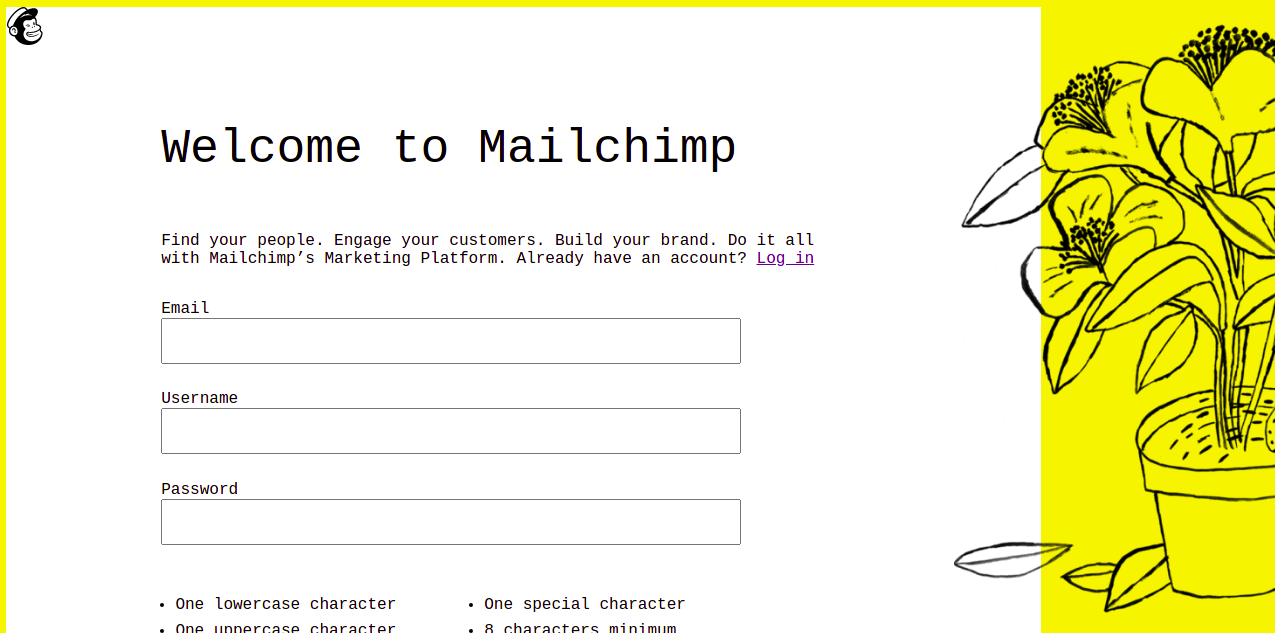 Welcome to Mailchimp
Find your people. Engage your customers. Build your brand. Do it all
with Mailchimp’s Marketing Platform. Already have an account? Log in
Email
Username
Password
• One lowercase character
• One special character
• One uppercase character
• 8 characters minimum